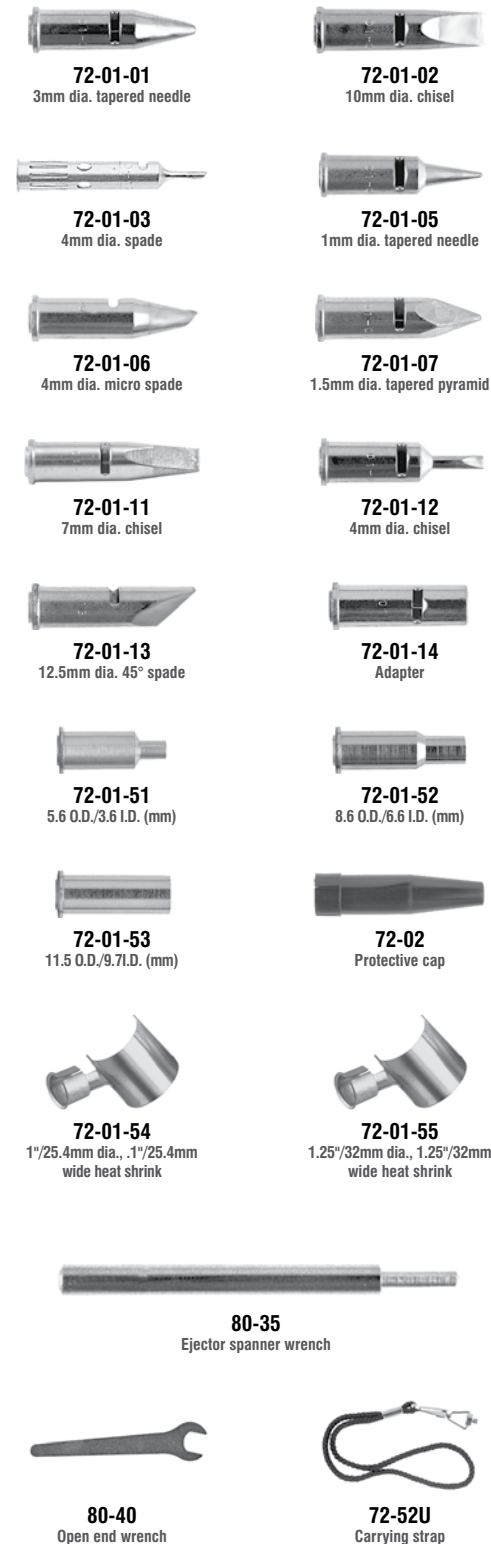 72-01-01
3mm dia. tapered needle
72-01-02
10mm dia. chisel
72-01-03
4mm dia. spade
72-01-05
1mm dia. tapered needle
72-01-06
4mm dia. micro spade
72-01-07
1.5mm dia. tapered pyramid
72-01-11
7mm dia. chisel
72-01-12
4mm dia. chisel
72-01-13
12.5mm dia. 45° spade
72-01-14
Adapter
72-01-51
5.6 O.D./3.6 I.D. (mm)
72-01-52
8.6 O.D./6.6 I.D. (mm)
72-01-53
11.5 O.D./9.7I.D. (mm)
72-02
Protective cap
72-01-54
1"/25.4mm dia., .1"/25.4mm
wide heat shrink
72-01-55
1.25"/32mm dia., 1.25"/32mm
wide heat shrink
80-35
Ejector spanner wrench
80-40
Open end wrench
72-52U
Carrying strap